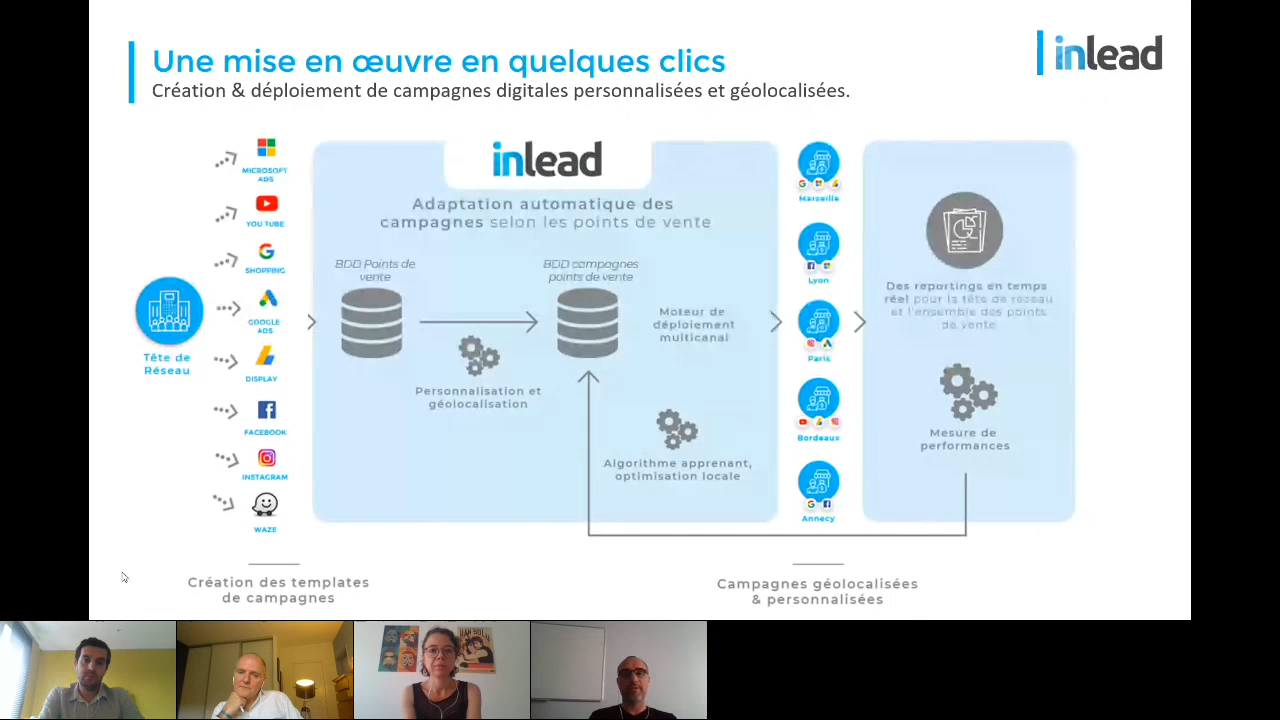 Une mise en œuvre en quelques clics
Création & déploiement de campagnes digitales personnalisées et géolocalisées.
inlead
MICROSOFT
ADS
YOU TUBE
SHOPPING
GOOGLE
ADS
DISPLAY
FACEBOOK
INSTAGRAM
WAZE
Tête de
Réseau
inlead
Adaptation automatique des
campagnes selon les points de vente
BDD Points de
vente
BDD campagnes
points de vente
Moteur de
déploiement
multicanal
Personnalisation et
géolocalisation
Algorithme apprenant,
optimisation locale
Marseille
Lyon
Paris
Bordeaux
Annecy
Des reportings en temps
réel pour la tête de réseau
et l'ensemble des points
de vente
Mesure de
performances
Création des templates
de campagnes
Campagnes géolocalisées
& personnalisées